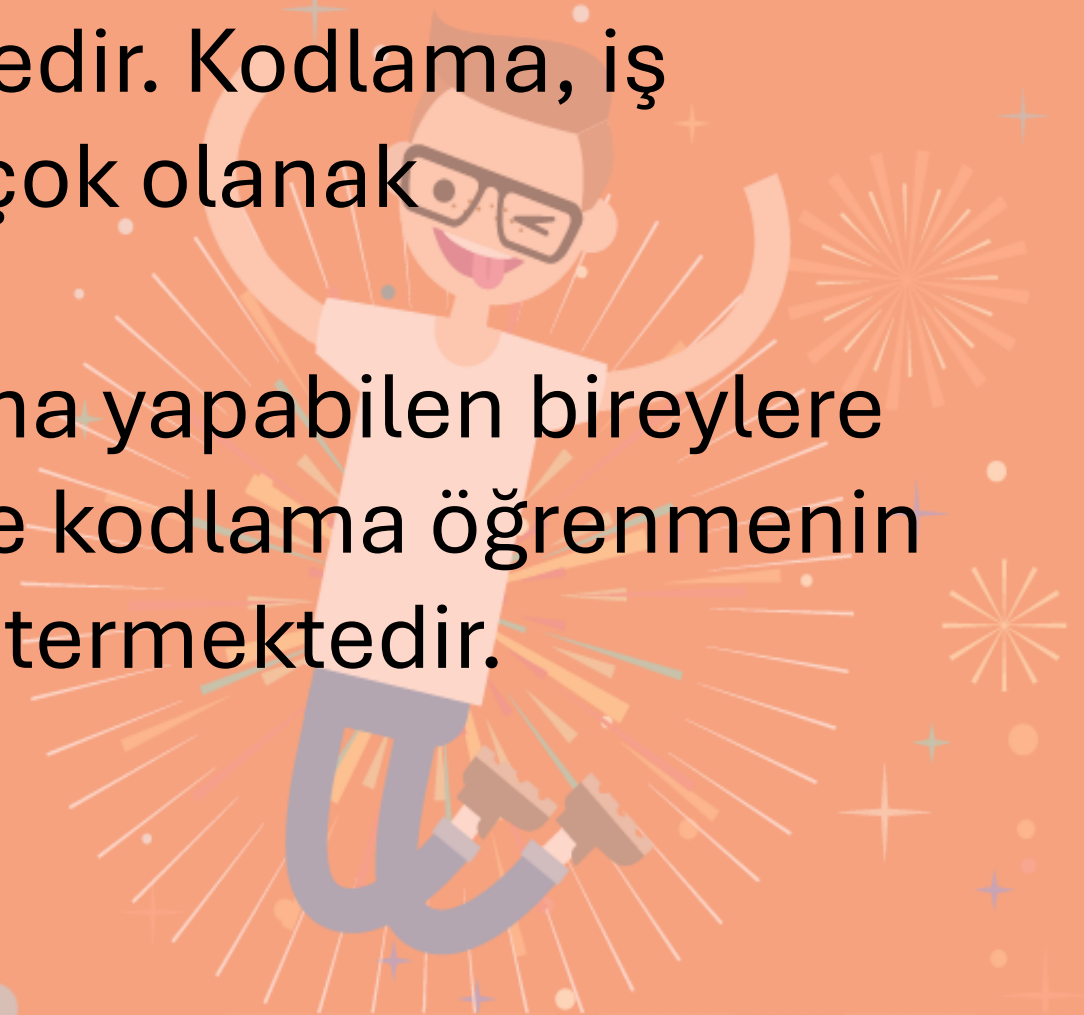 edir. Kodlama, iş
çok olanak
na yapabilen bireylere
e kodlama öğrenmenin
termektedir.